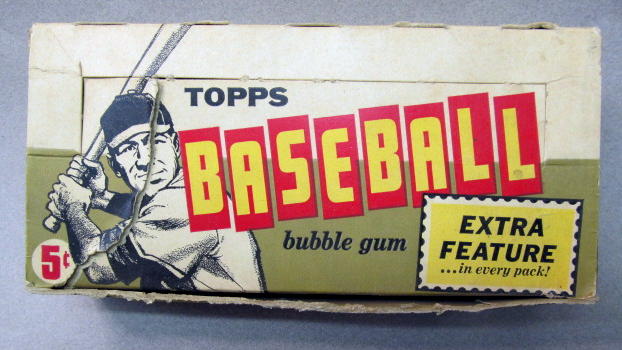 TOPPS
BASEBALL
bubble gum
5¢
EXTRA
FEATURE
...in every pack!